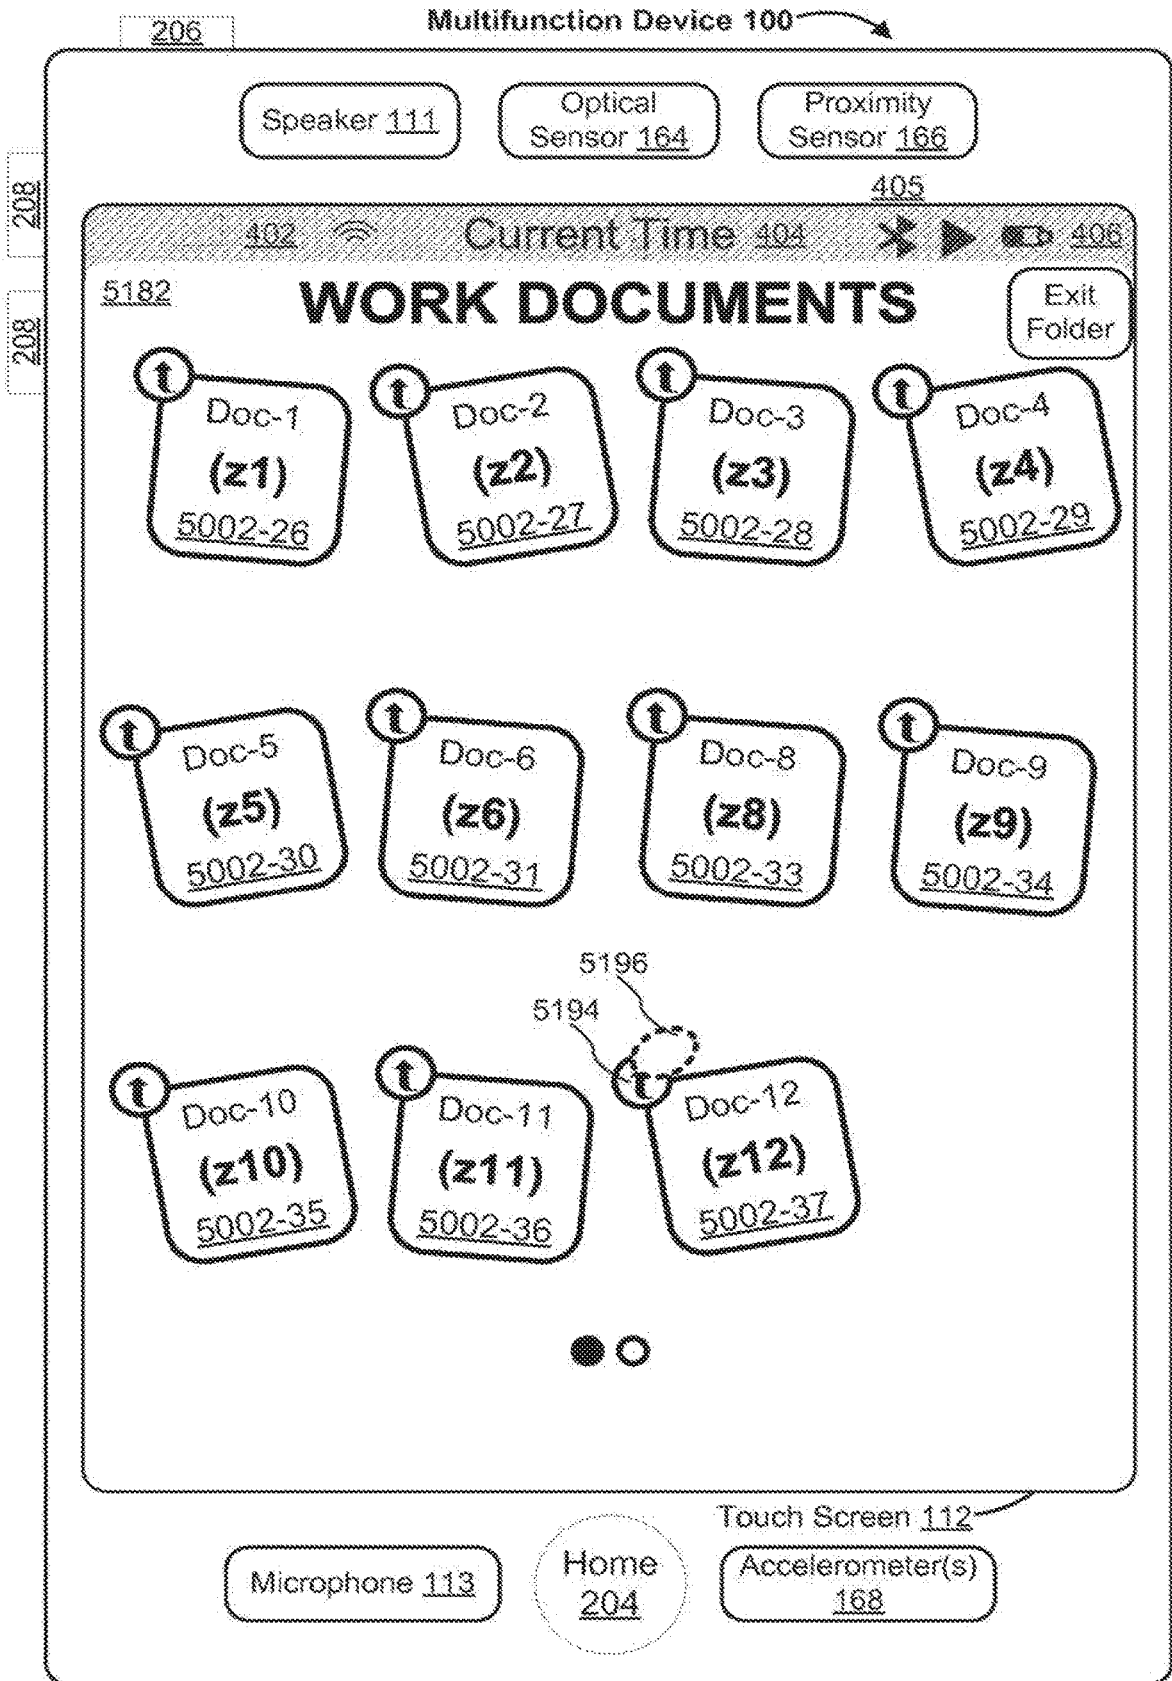 206
Multifunction Device 100
Speaker 111
Optical
Sensor 164
Proximity
Sensor 166
208
208
405
402
Current Time 404
406
5182
WORK DOCUMENTS
Exit
Folder
t
Doc-1
(z1)
5002-26
t
Doc-2
(z2)
5002-27
t
Doc-3
(z3)
5002-28
t
Doc-4
(z4)
5002-29
t
Doc-5
(z5)
5002-30
t
Doc-6
(z6)
5002-31
t
Doc-8
(z8)
5002-33
t
Doc-9
(z9)
5002-34
5196
5194
t
Doc-10
(z10)
5002-35
t
Doc-11
(z11)
5002-36
t
Doc-12
(z12)
5002-37
Touch Screen 112
Microphone 113
Home
204
Accelerometer(s)
168